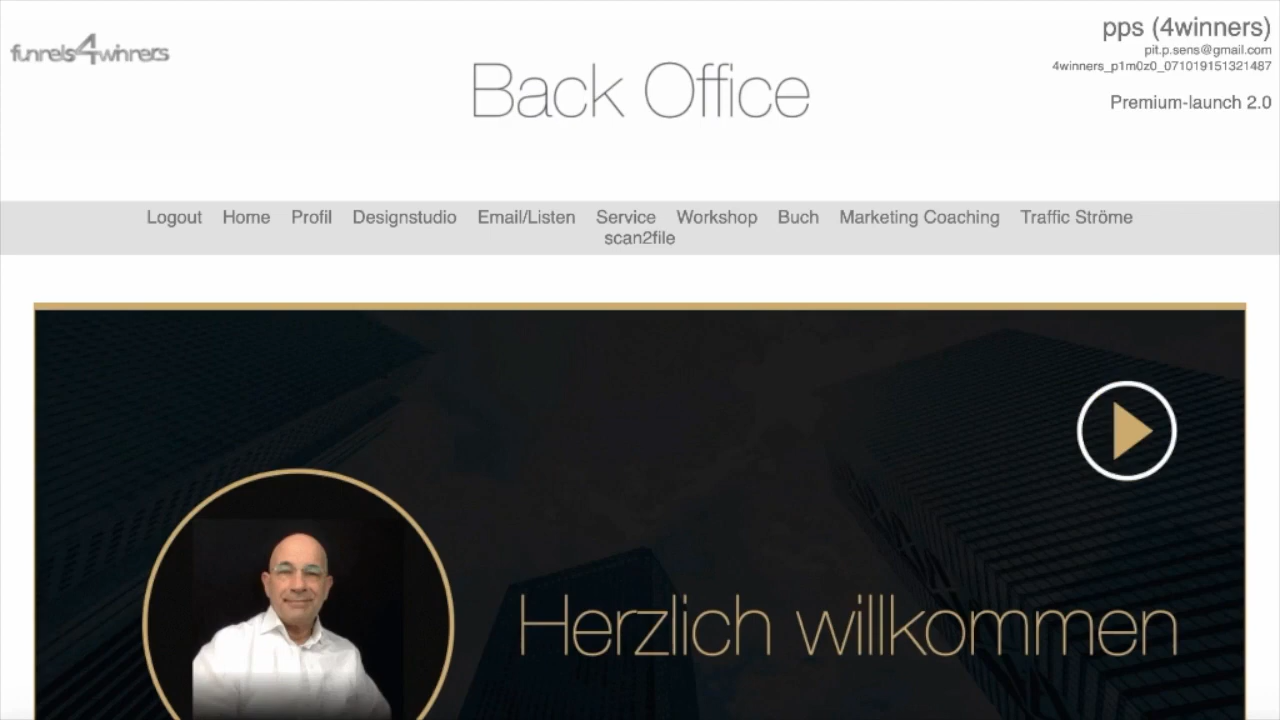 funnels4winners
Back Office
pps (4winners)
pit.p.sens@gmail.com
4winners_p1m0z0_071019151321487
Premium-launch 2.0
Logout Home Profil Designstudio Email/Listen Service Workshop Buch Marketing Coaching Traffic Ströme
scan2file
Herzlich willkommen